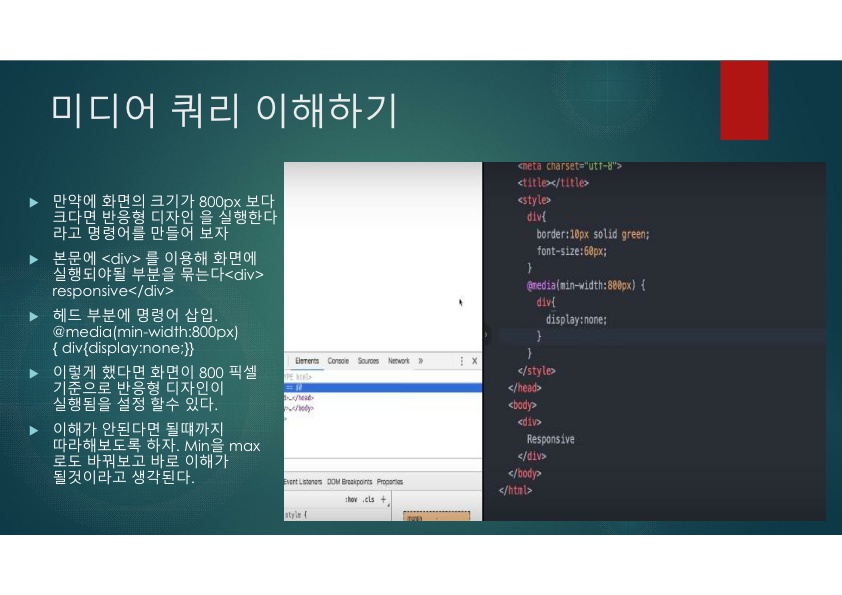 미디어 쿼리 이해하기
만약에 화면의 크기가 800px 보다
크다면 반응형 디자인 을 실행한다
라고 명령어를 만들어 보자
본문에 <div> 를 이용해 화면에
실행되야될 부분을 묶는다<div>
responsive</div>
헤드 부분에 명령어 삽입.
@media(min-width:800px)
{ div{display:none;}}
이렇게 했다면 화면이 800 픽셀
기준으로 반응형 디자인이
실행됨을 설정 할수 있다.
이해가 안된다면 될떄까지
따라해보도록 하자. Min을 max
로도 바꿔보고 바로 이해가
될것이라고 생각된다.
Elements Console Sources Network »
YPE html>
== $0
d>…</head>
y>…</body>
>
Event Listeners DOM Breakpoints Properties
:hov .cls +
style {
<meta charset="utf-8">
<title></title>
<style>
div{
border:10px solid green;
font-size:60px;
}
@media(min-width:800px) {
div{
display:none;
}
}
</style>
</head>
<body>
<div>
Responsive
</div>
</body>
</html>